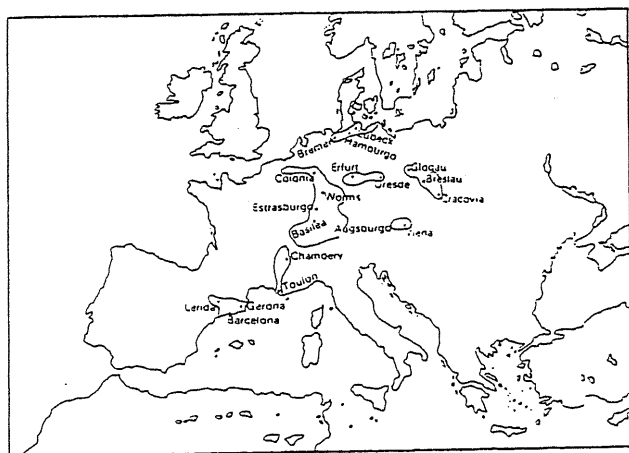 Lubeck
Bremen
Hamburgo
Erfurt
Glogau
Colonia
Dresde
Breslau
Cracovia
Worms
Estrasburgo
Basilea
Augsburgo
Viena
Chambery
Toulon
Lerida
Gerona
Barcelona